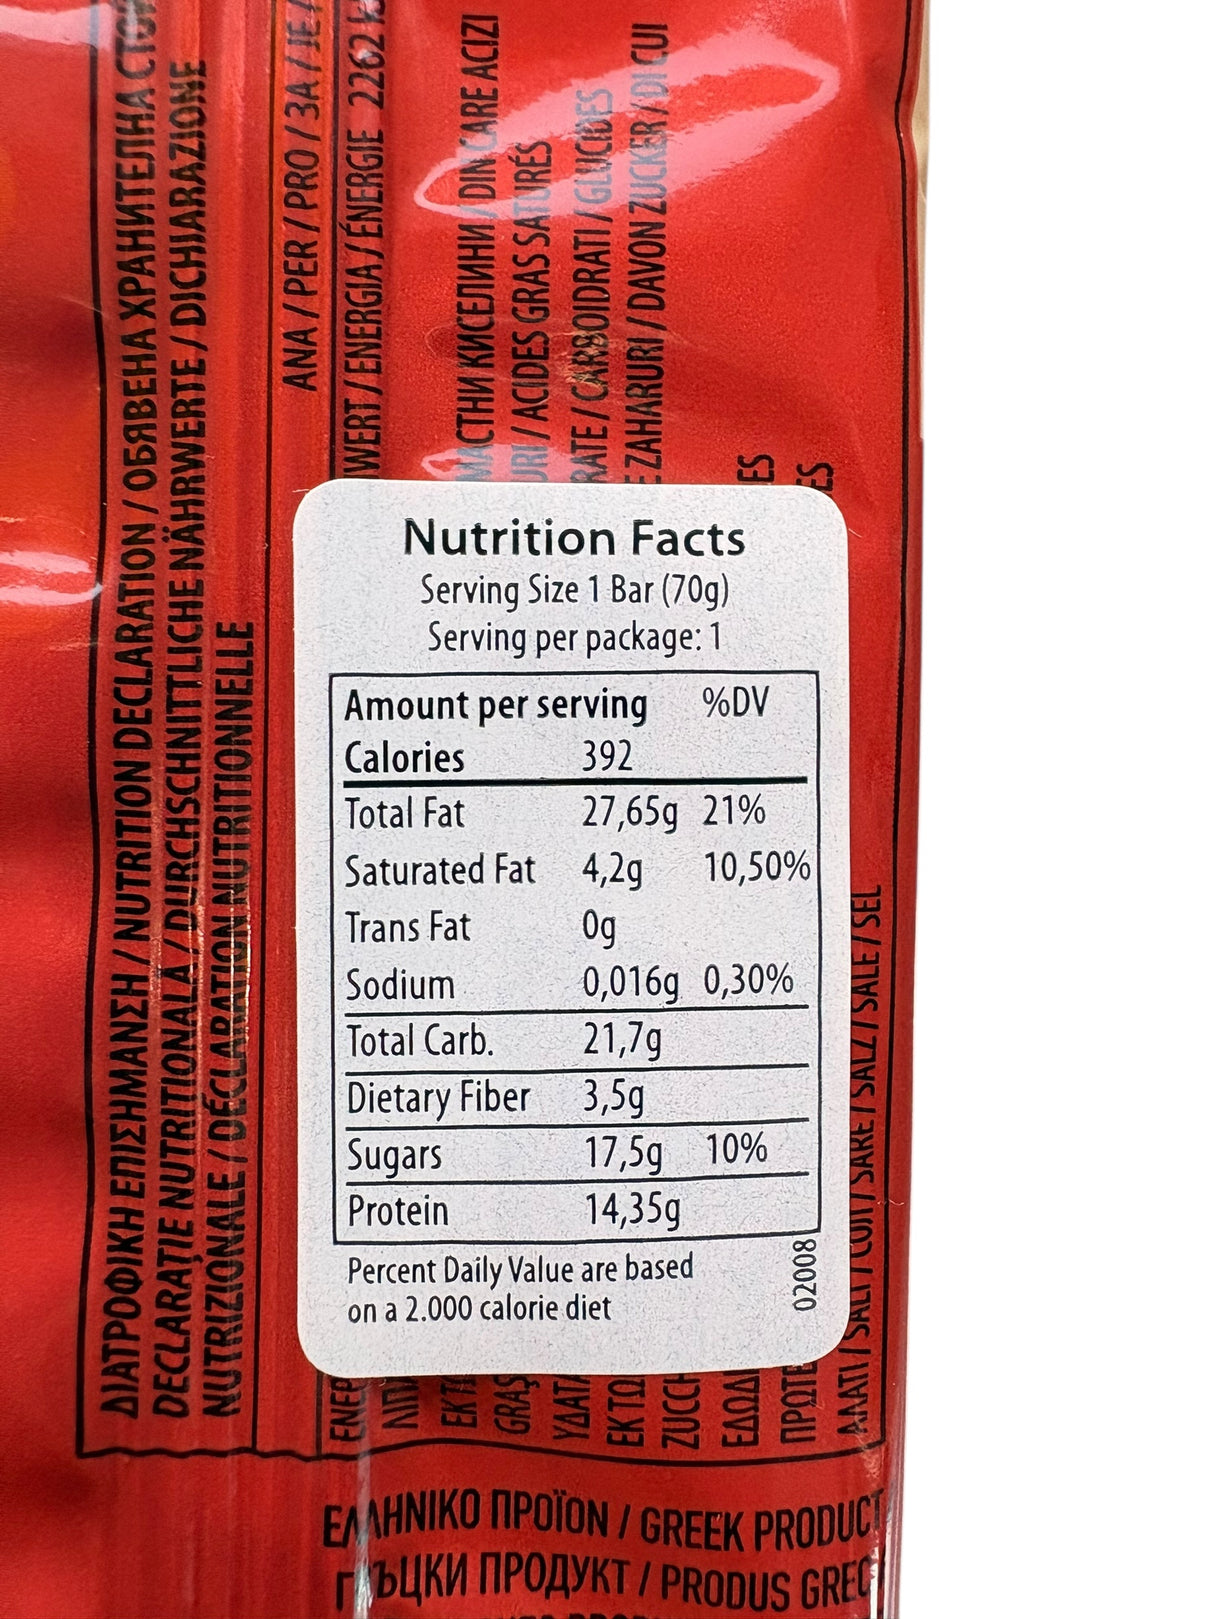 ΔΙΑΤΡΟΦΙΚΗ ΕΠΙΣΗΜΑΝΣΗ / NUTRITION DECLARATION / ОБЯВЕНА ХРАНИТЕЛНА
DECLARAȚIE NUTRIȚIONALĂ / DURCHSCHNITTLICHE NÄHRWERTE / DICHIARAZIONE
NUTRIZIONALE / DÉCLARATION NUTRITIONNELLE
ANA / PER / PRO / ЗА / JE /
WERT / ENERGIA / ÉNERGIE 2262
МАСТНИ КИСЕЛИНИ / DIN CARE ACIZI
/ ACIDES GRAS SATURÉS
/ CARBOIDRATI / GLUCIDES
ZAHARURI / DAVON ZUCKER / DI CUI
Nutrition Facts
Serving Size 1 Bar (70g)
Serving per package: 1
Amount per serving %DV
Calories 392
Total Fat 27,65g 21%
Saturated Fat 4,2g 10,50%
Trans Fat 0g
Sodium 0,016g 0,30%
Total Carb. 21,7g
Dietary Fiber 3,5g
Sugars 17,5g 10%
Protein 14,35g
Percent Daily Value are based
on a 2.000 calorie diet
02008
ΕΚ ΤΩ
ΑΛΑΤΙ / SALT / СОЛ / SARE / SALZ / SALE / SEL
ΕΛΛΗΝΙΚΟ ΠΡΟΪΟΝ / GREEK PRODUCT
ГРЪЦКИ ПРОДУКТ / PRODUS GREC